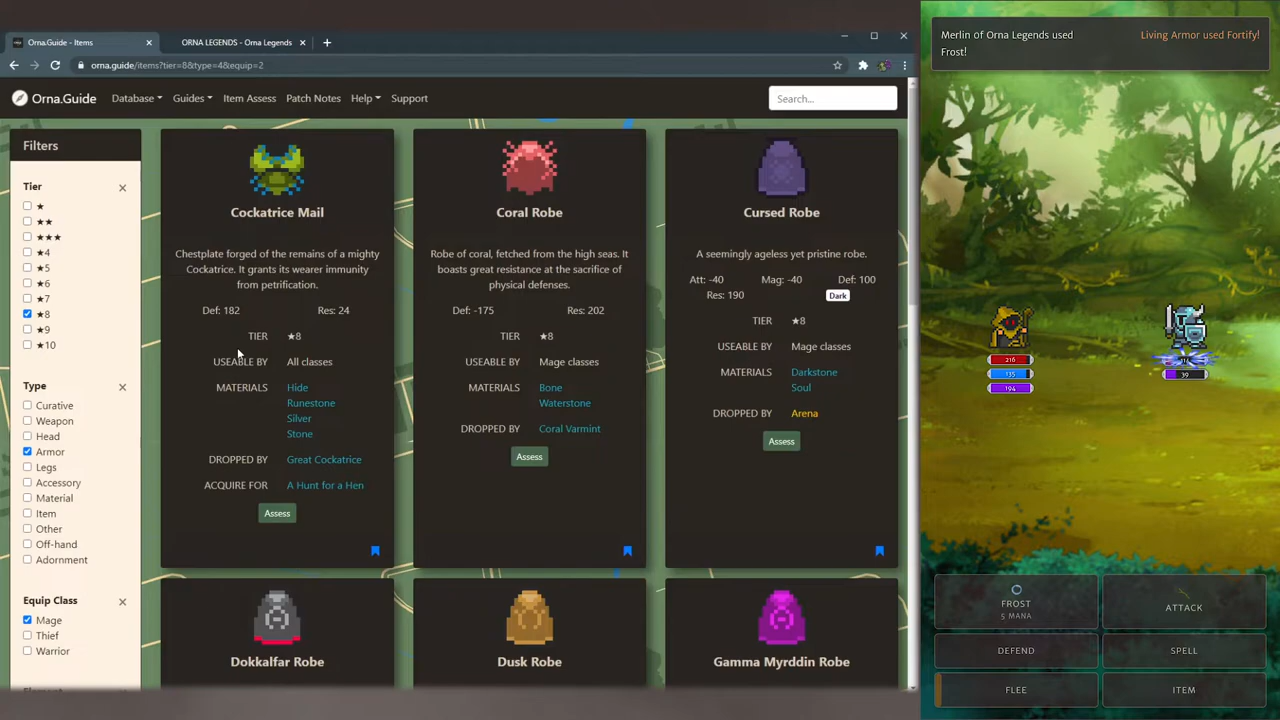 Orna.Guide - Items
ORNA LEGENDS - Orna Legends
orna.guide/items?tier=8&type=4&equip=2
Orna.Guide
Database
Guides
Item Assess
Patch Notes
Help
Support
Search...
Filters
Tier
★
★★
★★★
★4
★5
★6
★7
★8
★9
★10
Type
Curative
Weapon
Head
Armor
Legs
Accessory
Material
Item
Other
Off-hand
Adornment
Equip Class
Mage
Thief
Warrior
Cockatrice Mail
Chestplate forged of the remains of a mighty
Cockatrice. It grants its wearer immunity
from petrification.
Def: 182 Res: 24
TIER ★8
USEABLE BY All classes
MATERIALS Hide
Runestone
Silver
Stone
DROPPED BY Great Cockatrice
ACQUIRE FOR A Hunt for a Hen
Assess
Coral Robe
Robe of coral, fetched from the high seas. It
boasts great resistance at the sacrifice of
physical defenses.
Def: -175 Res: 202
TIER ★8
USEABLE BY Mage classes
MATERIALS Bone
Waterstone
DROPPED BY Coral Varmint
Assess
Cursed Robe
A seemingly ageless yet pristine robe.
Att: -40 Mag: -40 Def: 100
Res: 190 Dark
TIER ★8
USEABLE BY Mage classes
MATERIALS Darkstone
Soul
DROPPED BY Arena
Assess
Dokkalfar Robe
Dusk Robe
Gamma Myrddin Robe
Merlin of Orna Legends used
Frost!
Living Armor used Fortify!
216
135
194
39
FROST
5 MANA
ATTACK
DEFEND
SPELL
FLEE
ITEM